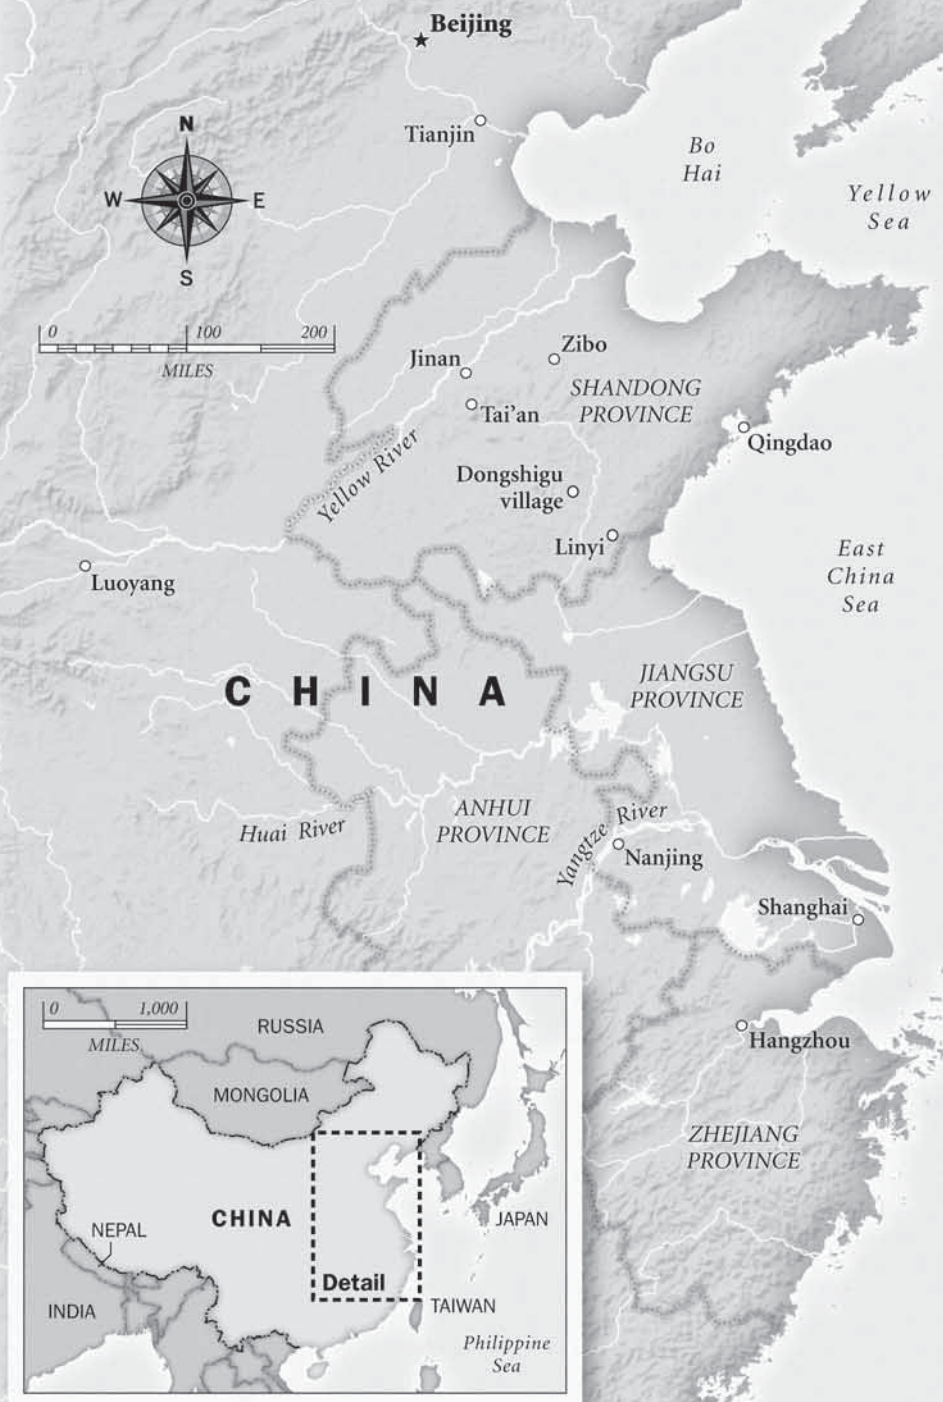 Beijing
Tianjin
Bo
Hai
Yellow
Sea
N
W
E
S
0 100 200
MILES
Jinan
Zibo
SHANDONG
PROVINCE
Tai'an
Qingdao
Yellow River
Dongshigu
village
Linyi
East
China
Sea
Luoyang
CHINA
JIANGSU
PROVINCE
Huai River
ANHUI
PROVINCE
Yangtze River
Nanjing
Shanghai
Hangzhou
ZHEJIANG
PROVINCE
0 1,000
MILES
RUSSIA
MONGOLIA
CHINA
NEPAL
JAPAN
Detail
INDIA
TAIWAN
Philippine
Sea